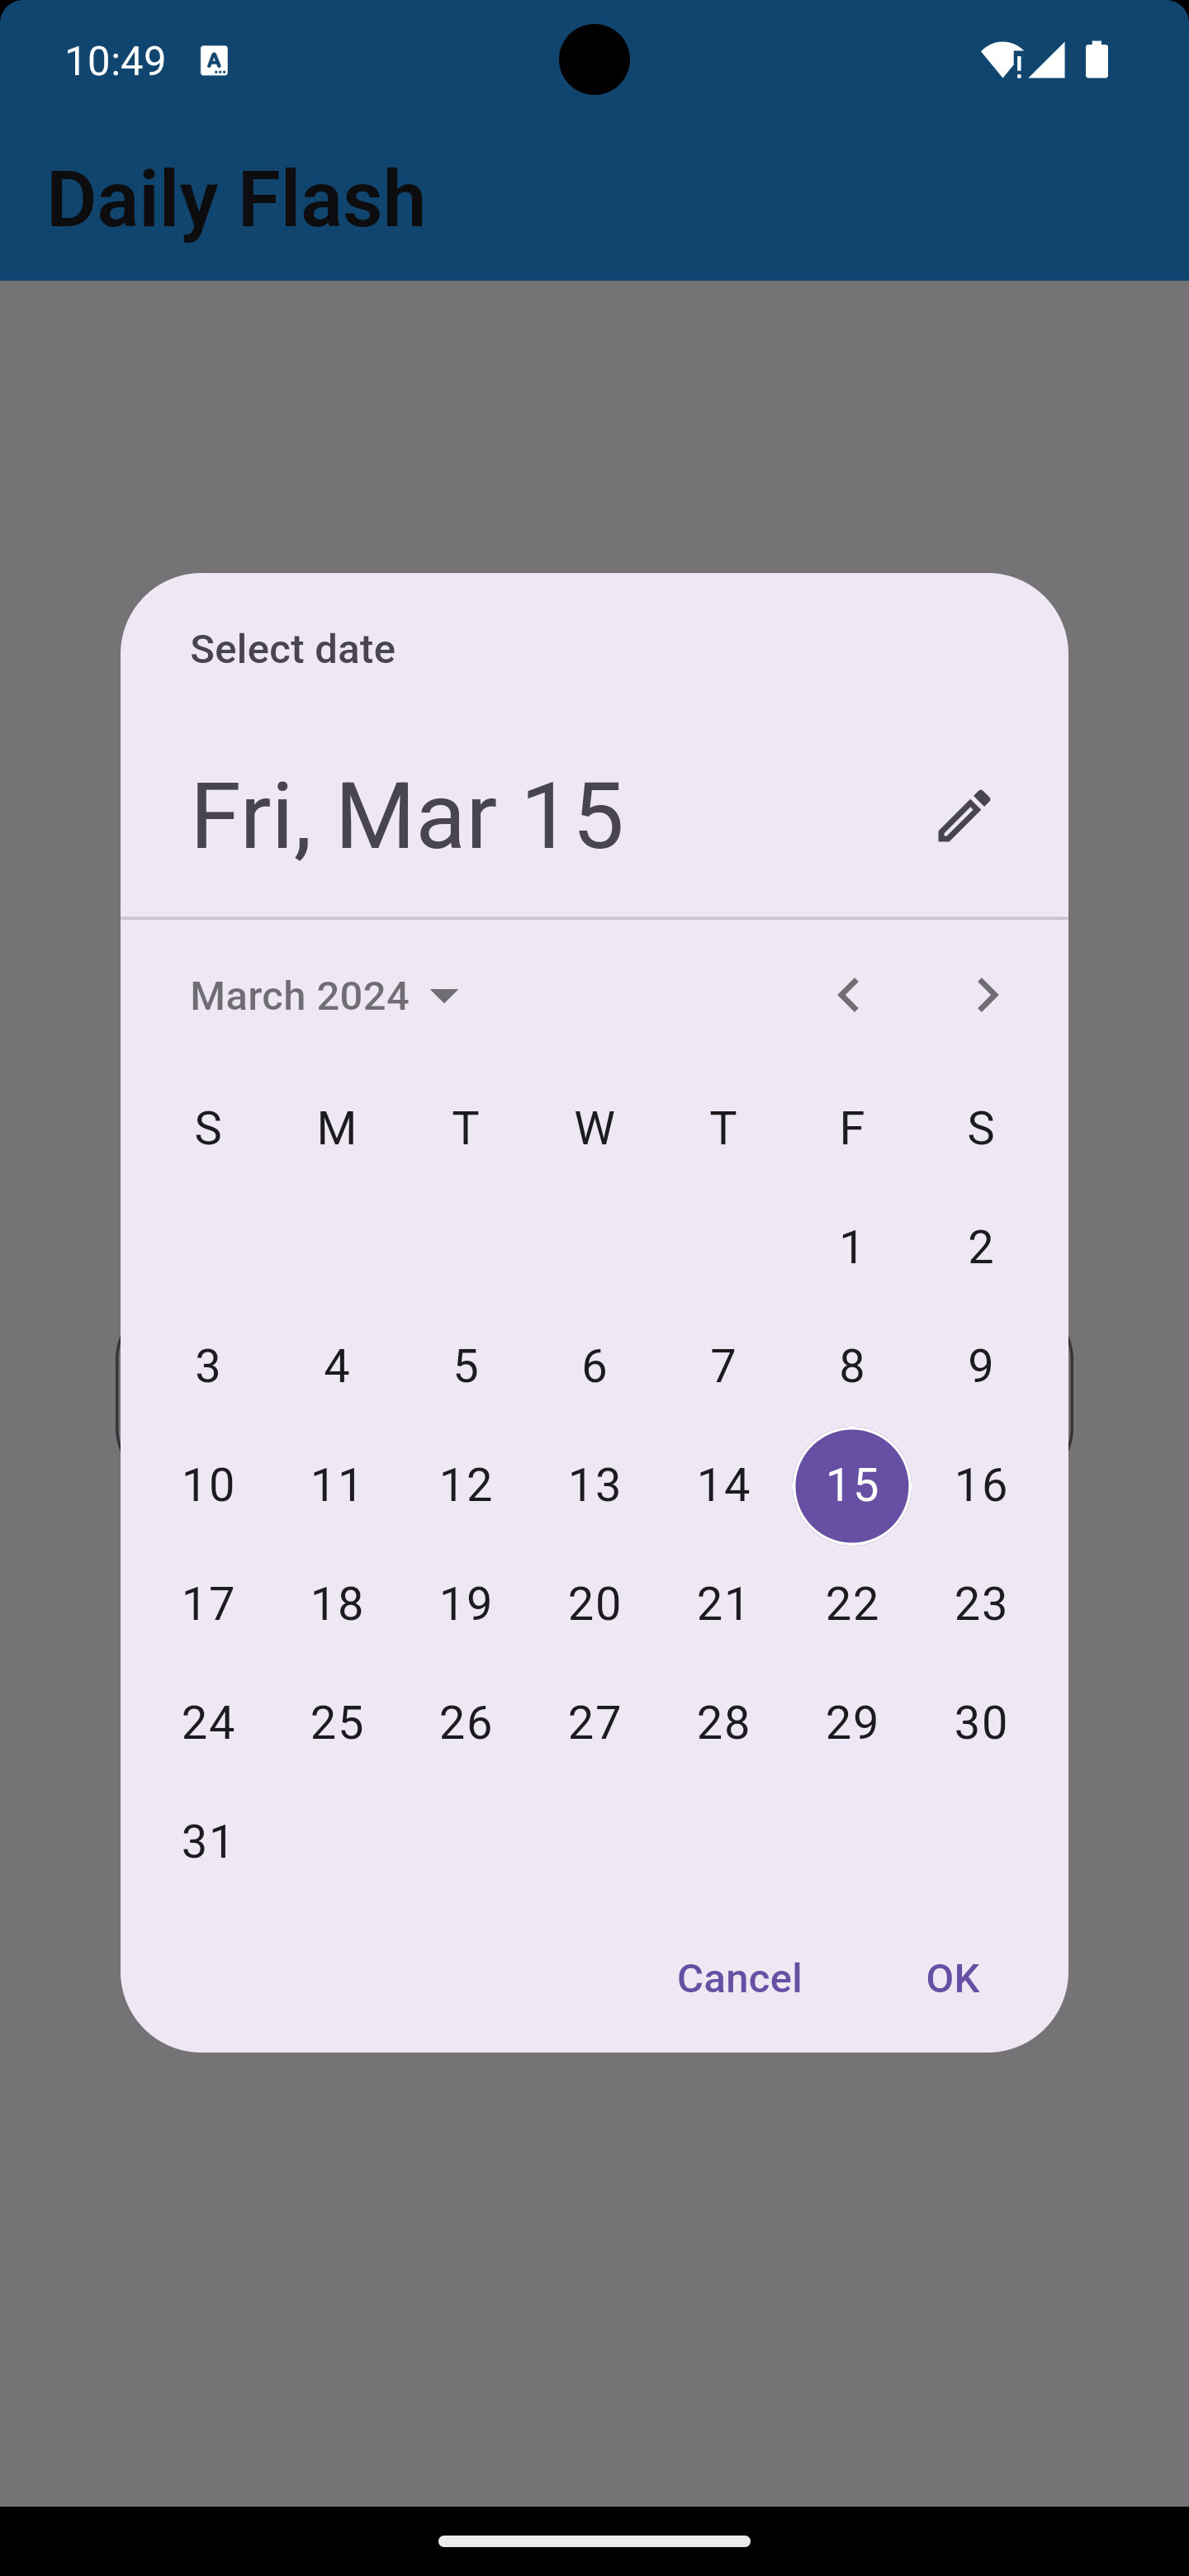 10:49
Daily Flash
Select date
Fri, Mar 15
March 2024
S M T W T F S
1 2
3 4 5 6 7 8 9
10 11 12 13 14 15 16
17 18 19 20 21 22 23
24 25 26 27 28 29 30
31
Cancel OK